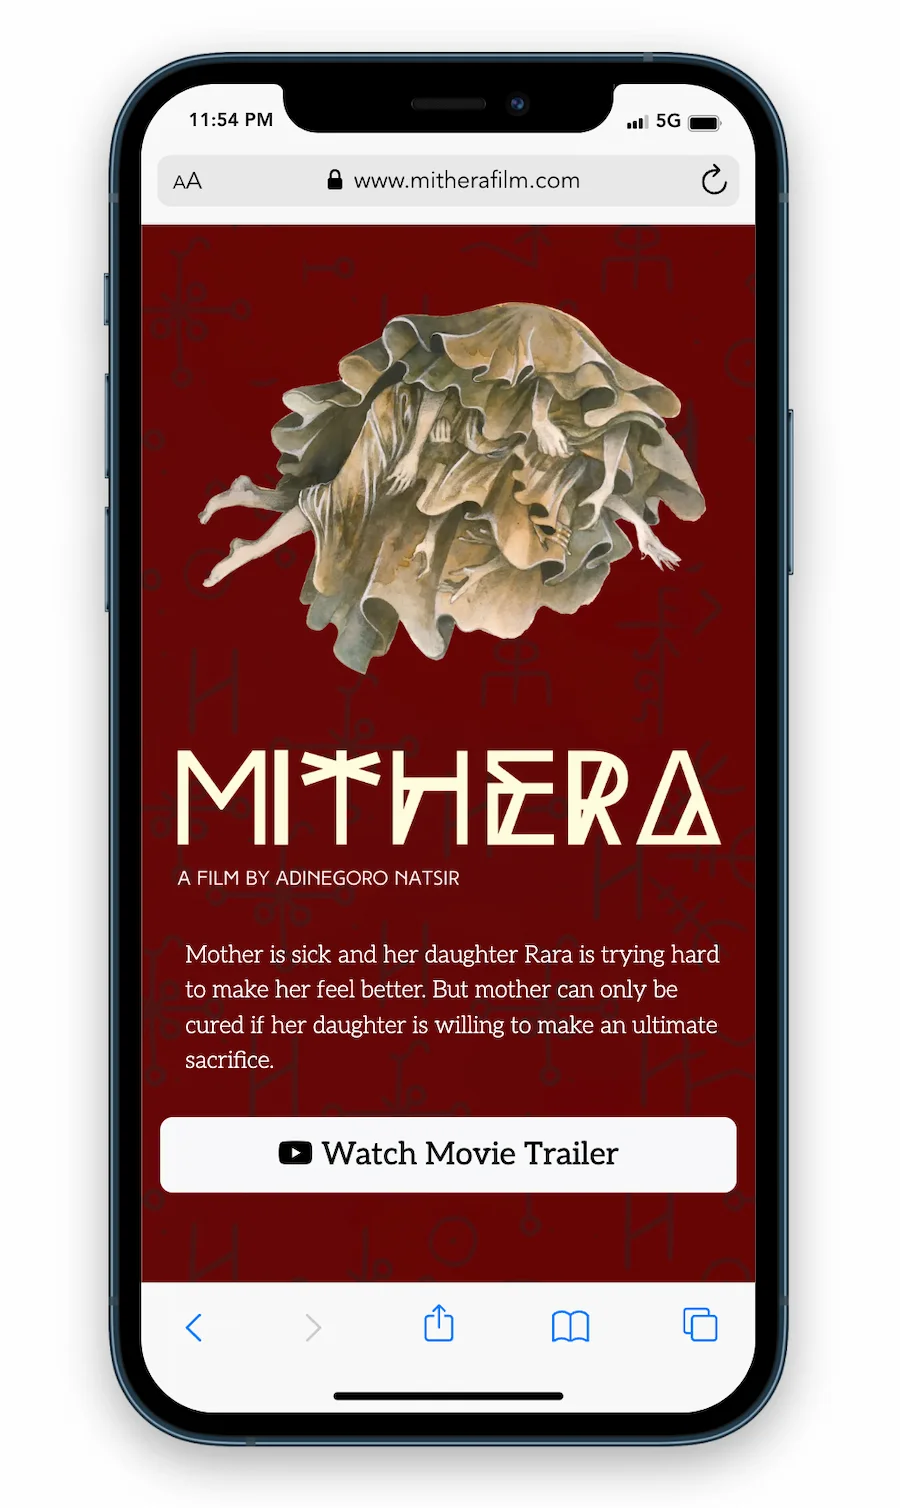 11:54 PM
5G
AA
www.mitherafilm.com
MITHERA
A FILM BY ADINEGORO NATSIR
Mother is sick and her daughter Rara is trying hard
to make her feel better. But mother can only be
cured if her daughter is willing to make an ultimate
sacrifice.
Watch Movie Trailer